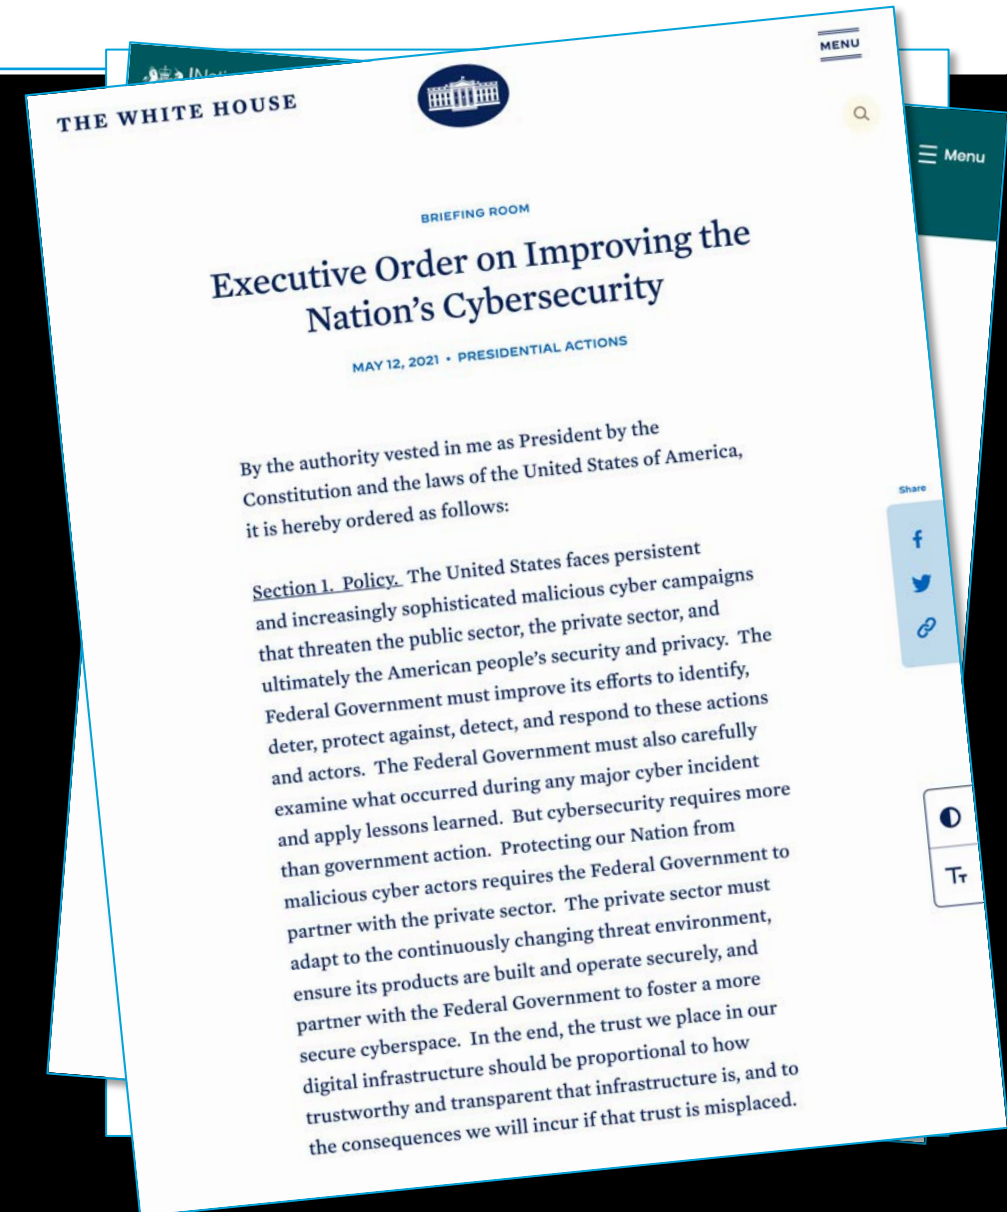 THE WHITE HOUSE
MENU
Menu
BRIEFING ROOM
Executive Order on Improving the
Nation’s Cybersecurity
MAY 12, 2021 • PRESIDENTIAL ACTIONS
By the authority vested in me as President by the
Constitution and the laws of the United States of America,
it is hereby ordered as follows:
Section 1. Policy. The United States faces persistent
and increasingly sophisticated malicious cyber campaigns
that threaten the public sector, the private sector, and
ultimately the American people’s security and privacy. The
Federal Government must improve its efforts to identify,
deter, protect against, detect, and respond to these actions
and actors. The Federal Government must also carefully
examine what occurred during any major cyber incident
and apply lessons learned. But cybersecurity requires more
than government action. Protecting our Nation from
malicious cyber actors requires the Federal Government to
partner with the private sector. The private sector must
adapt to the continuously changing threat environment,
ensure its products are built and operate securely, and
partner with the Federal Government to foster a more
secure cyberspace. In the end, the trust we place in our
digital infrastructure should be proportional to how
trustworthy and transparent that infrastructure is, and to
the consequences we will incur if that trust is misplaced.
Share
Tт